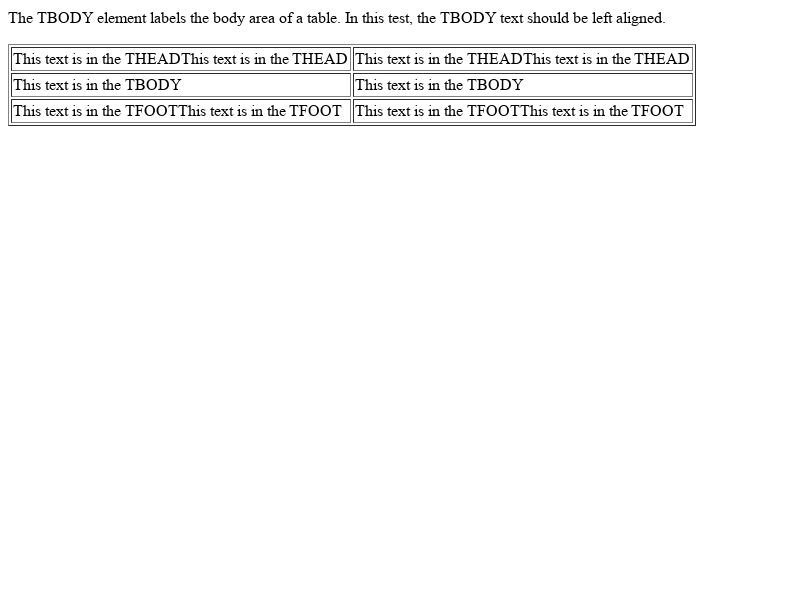 The TBODY element labels the body area of a table. In this test, the TBODY text should be left aligned.
This text is in the THEADThis text is in the THEAD This text is in the THEADThis text is in the THEAD
This text is in the TBODY This text is in the TBODY
This text is in the TFOOTThis text is in the TFOOT This text is in the TFOOTThis text is in the TFOOT